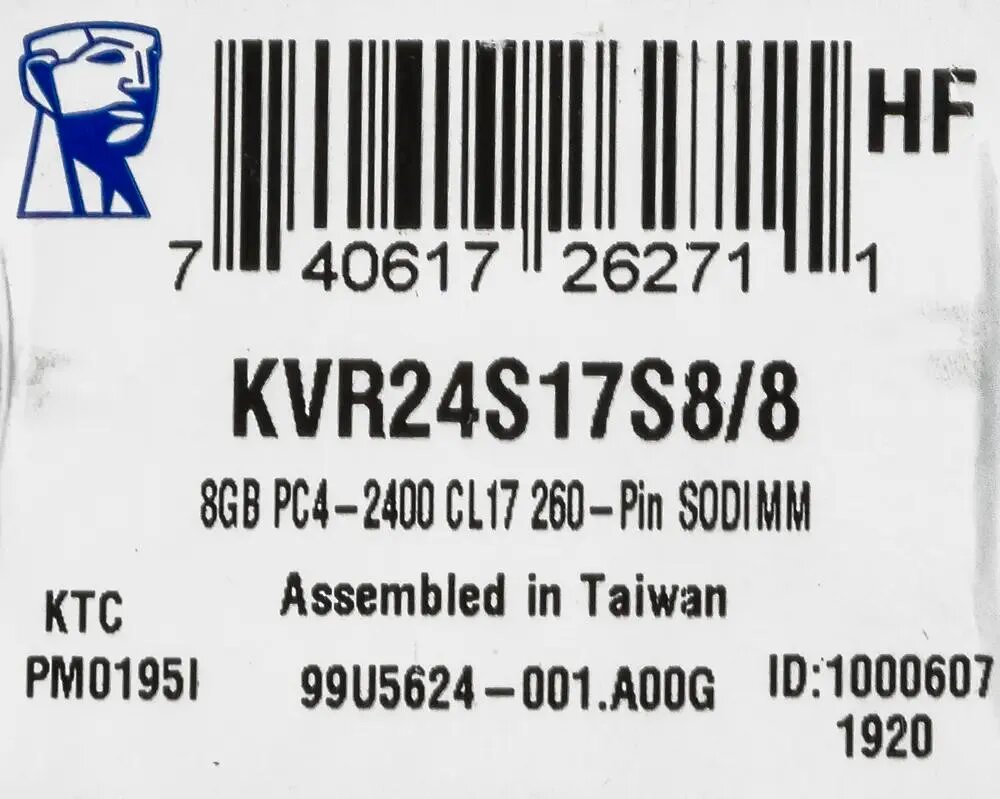 HF
7 40617 26271 1
KVR24S17S8/8
8GB PC4-2400 CL17 260-Pin SODIMM
Assembled in Taiwan
KTC
PM0195I 99U5624-001.A00G ID:1000607
1920